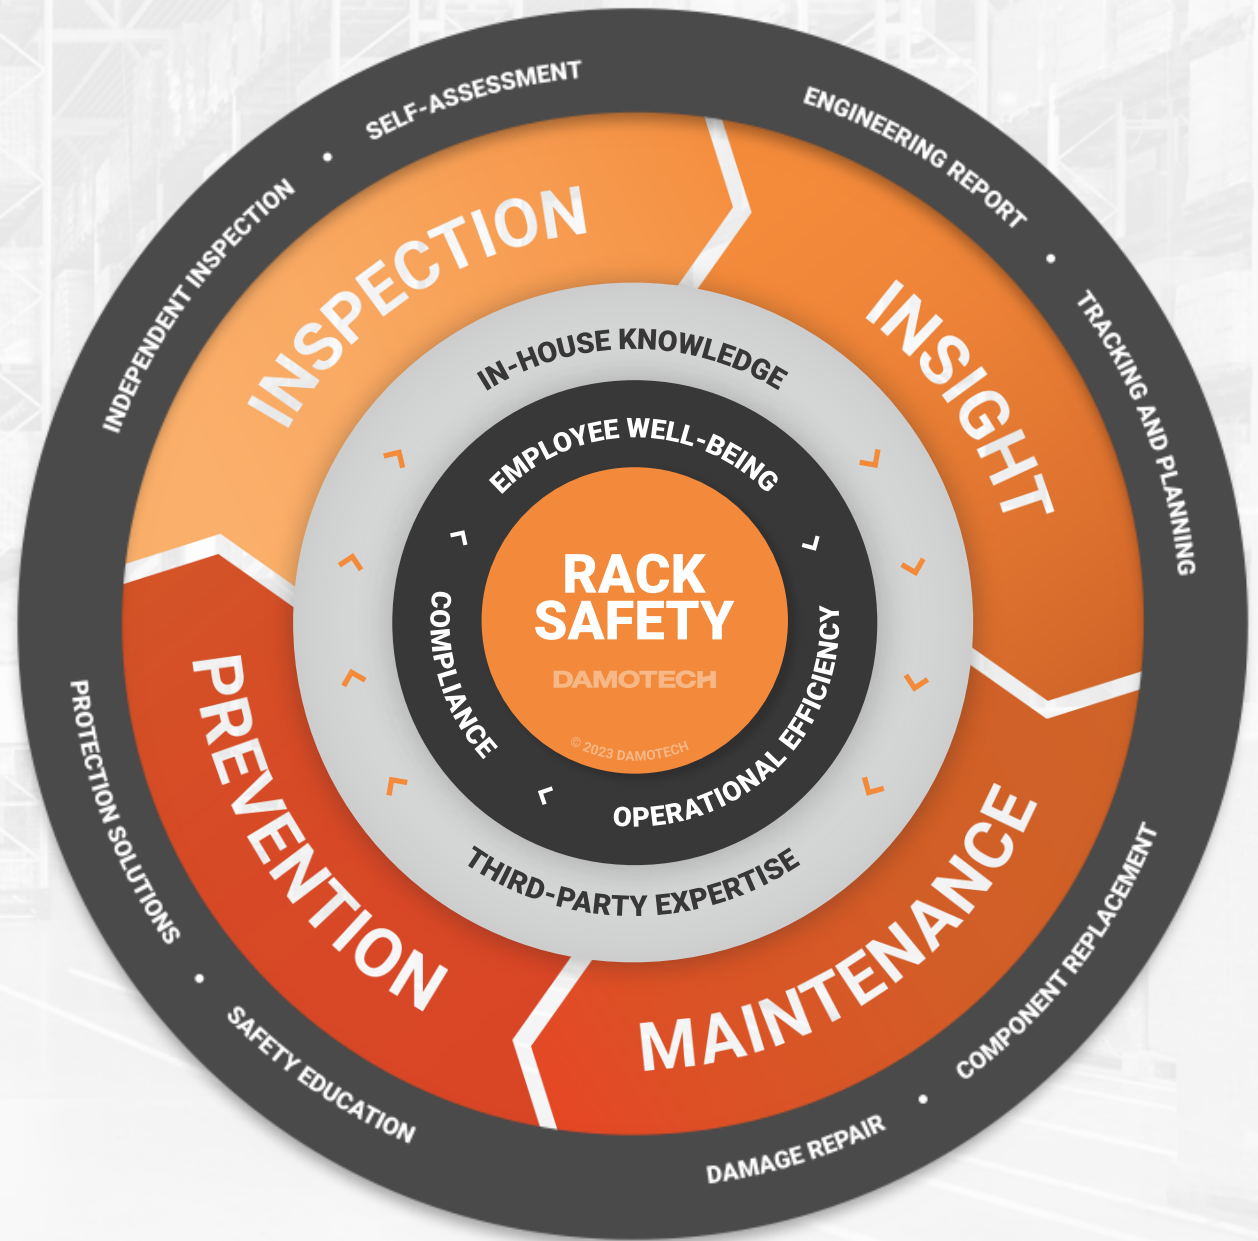 INDEPENDENT INSPECTION • SELF-ASSESSMENT
ENGINEERING REPORT • TRACKING AND PLANNING
DAMAGE REPAIR • COMPONENT REPLACEMENT
PROTECTION SOLUTIONS • SAFETY EDUCATION
INSPECTION
INSIGHT
MAINTENANCE
PREVENTION
IN-HOUSE KNOWLEDGE
THIRD-PARTY EXPERTISE
EMPLOYEE WELL-BEING
OPERATIONAL EFFICIENCY
COMPLIANCE
RACK
SAFETY
DAMOTECH
© 2023 DAMOTECH